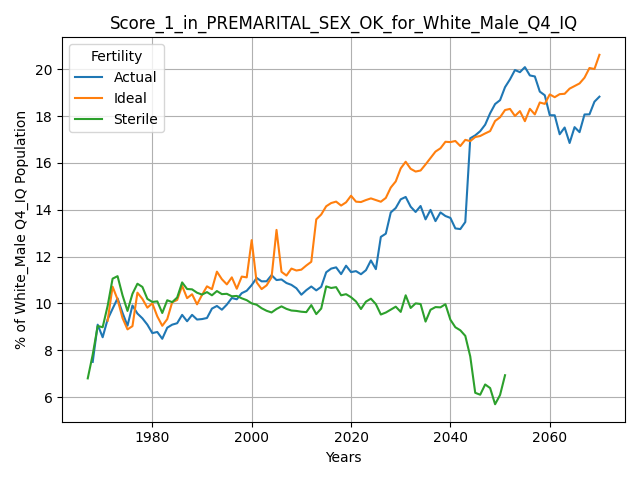 Score_1_in_PREMARITAL_SEX_OK_for_White_Male_Q4_IQ
Fertility
Actual
Ideal
Sterile
% of White_Male Q4_IQ Population
20
18
16
14
12
10
8
6
1980
2000
2020
2040
2060
Years